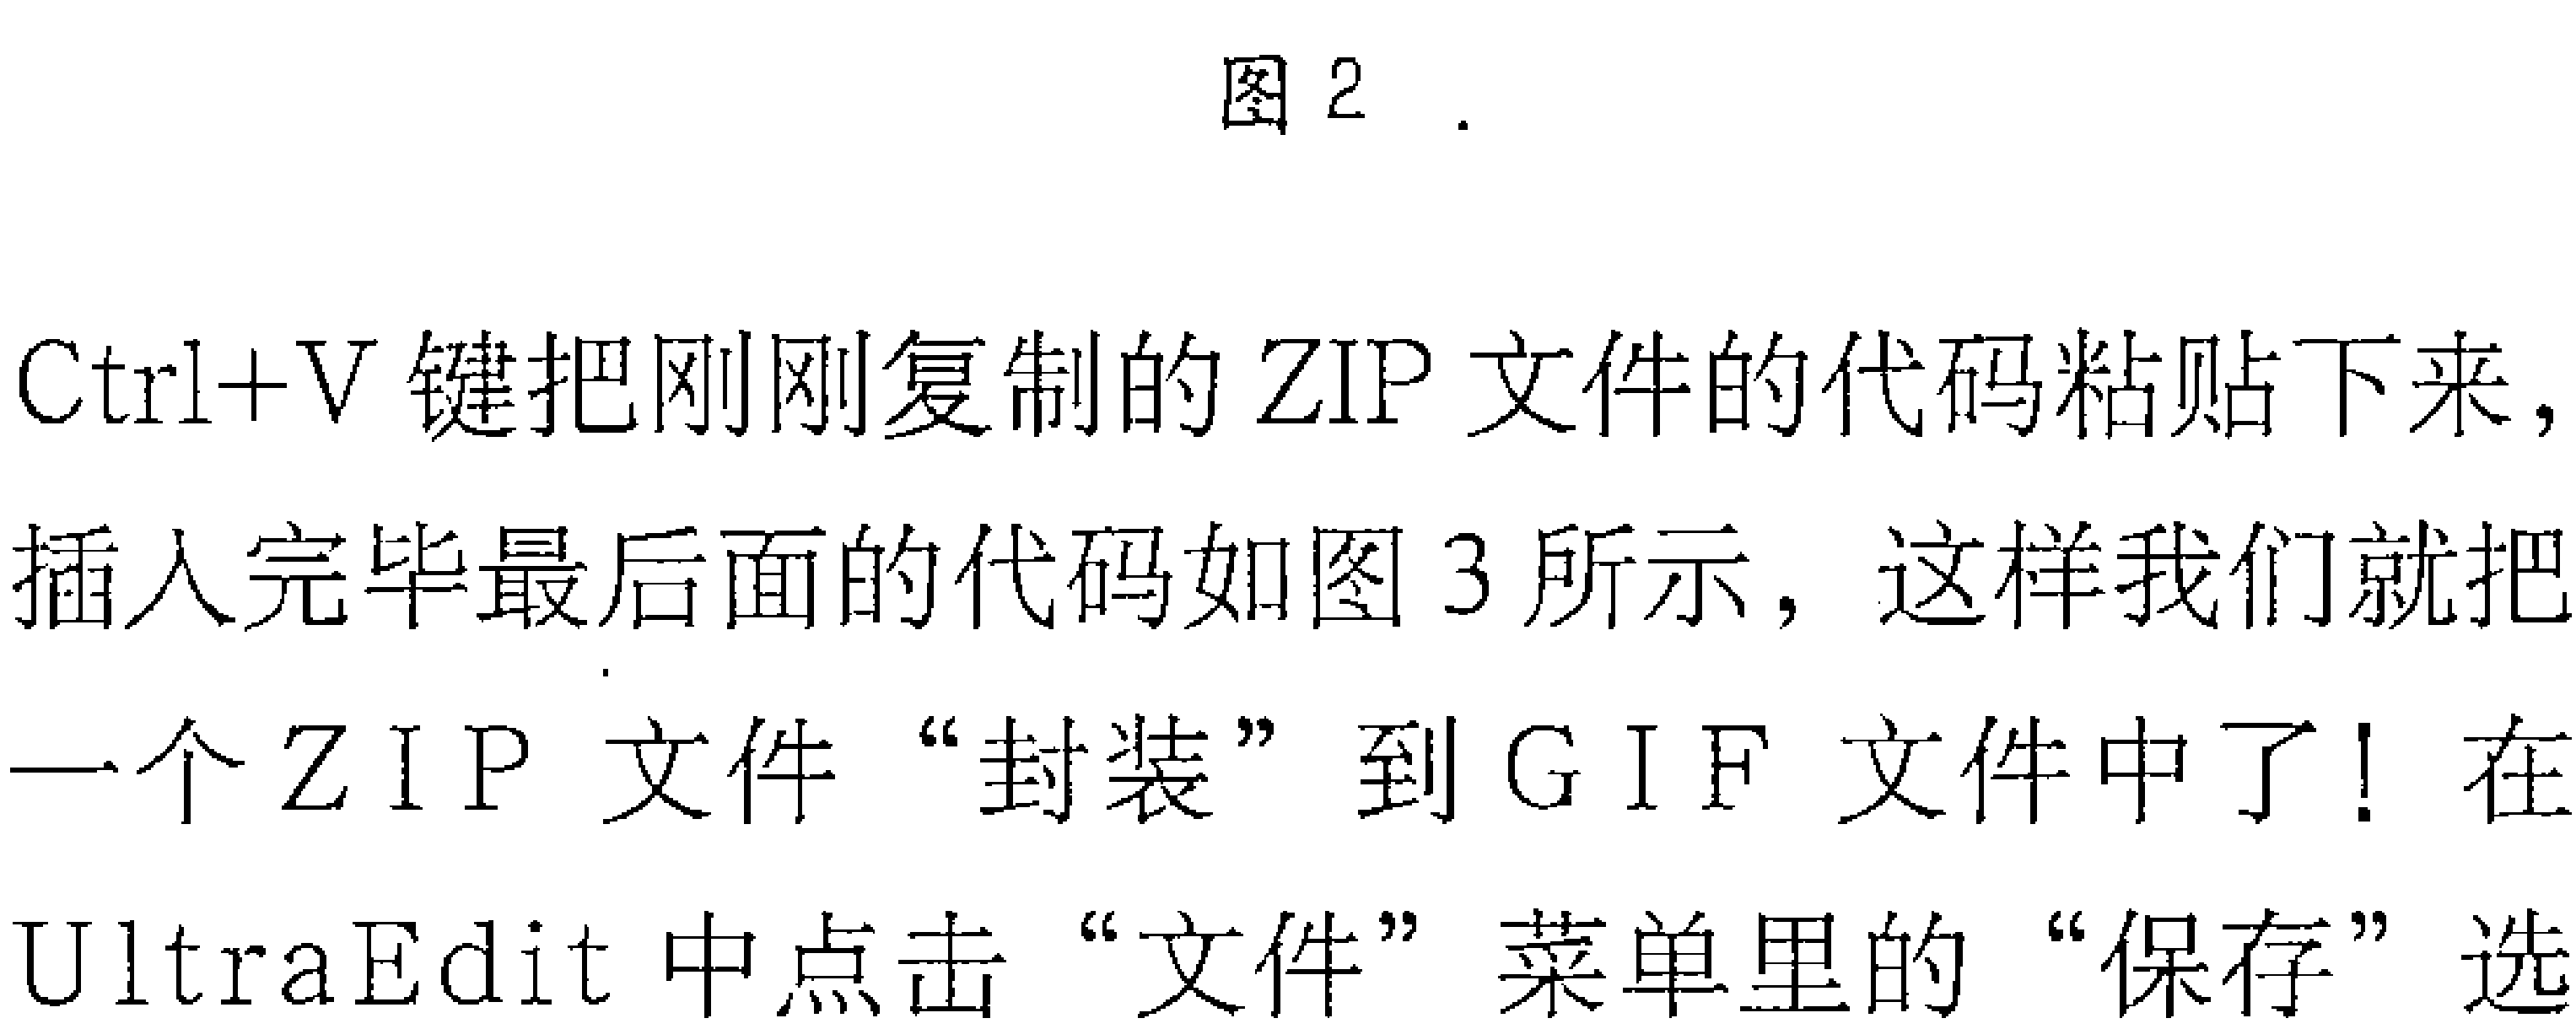 图 2
Ctrl+V 键把刚刚复制的 ZIP 文件的代码粘贴下来，
插入完毕最后面的代码如图 3 所示，这样我们就把
一个 ZIP 文件“封装”到 GIF 文件中了！在
UltraEdit 中点击“文件”菜单里的“保存”选